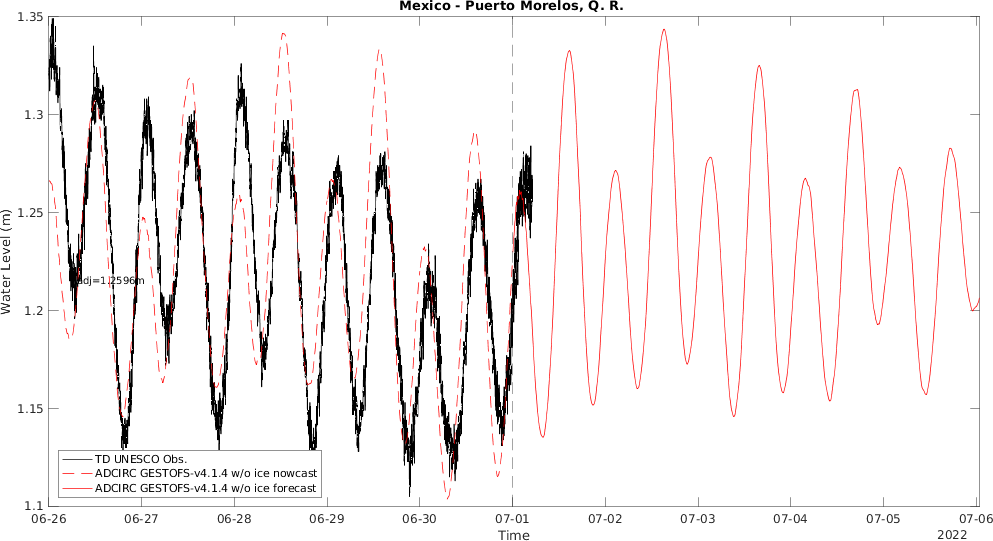 Mexico - Puerto Morelos, Q. R.
1.35
1.3
1.25
1.2
1.15
1.1
Water Level (m)
adj=1.2596m
TD UNESCO Obs.
ADCIRC GESTOFS-v4.1.4 w/o ice nowcast
ADCIRC GESTOFS-v4.1.4 w/o ice forecast
06-26 06-27 06-28 06-29 06-30 07-01 07-02 07-03 07-04 07-05 07-06
Time
2022